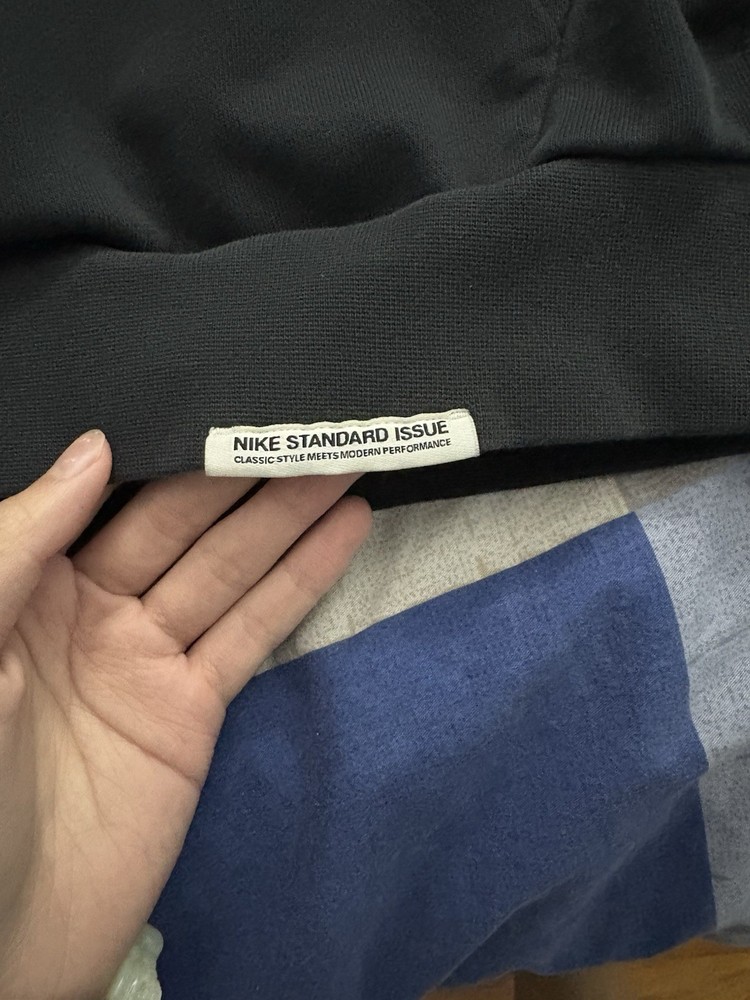 NIKE STANDARD ISSUE
CLASSIC STYLE MEETS MODERN PERFORMANCE